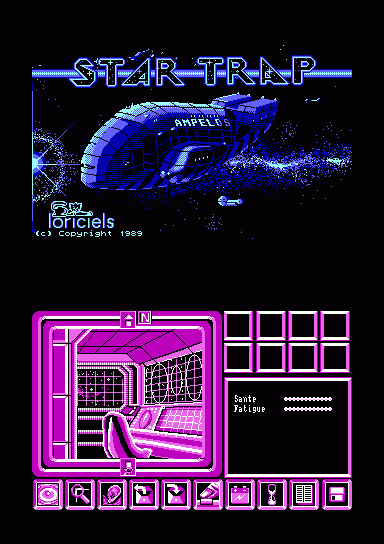 STAR TRAP
AMPELOS
loriciels
(c) Copyright 1989
N
Sante
Fatigue